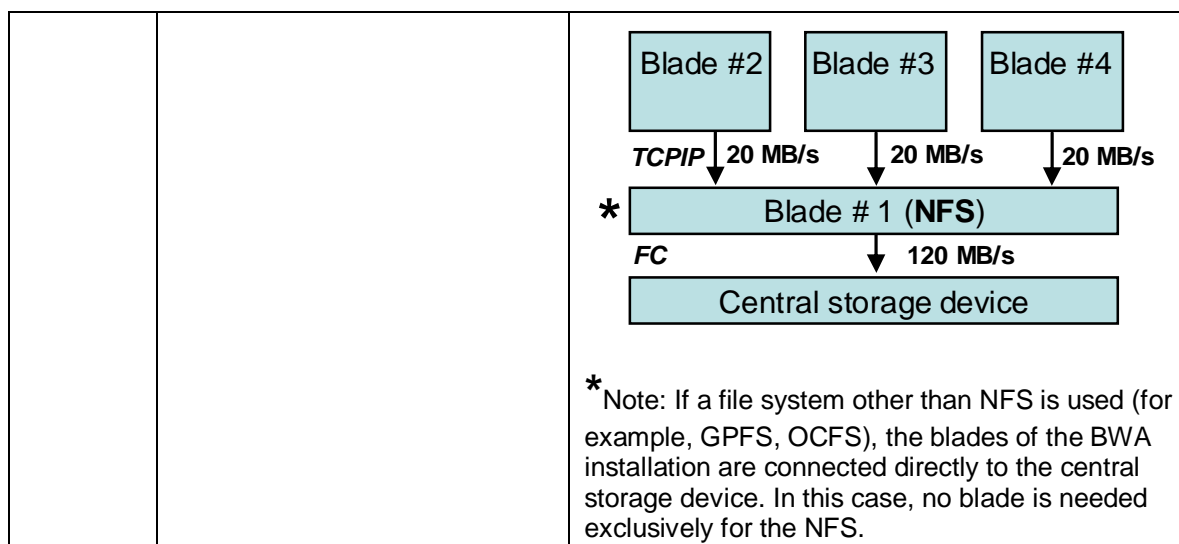 Blade #2 Blade #3 Blade #4
TCPIP 20 MB/s 20 MB/s 20 MB/s
* Blade # 1 (NFS)
FC 120 MB/s
Central storage device
*Note: If a file system other than NFS is used (for
example, GPFS, OCFS), the blades of the BWA
installation are connected directly to the central
storage device. In this case, no blade is needed
exclusively for the NFS.